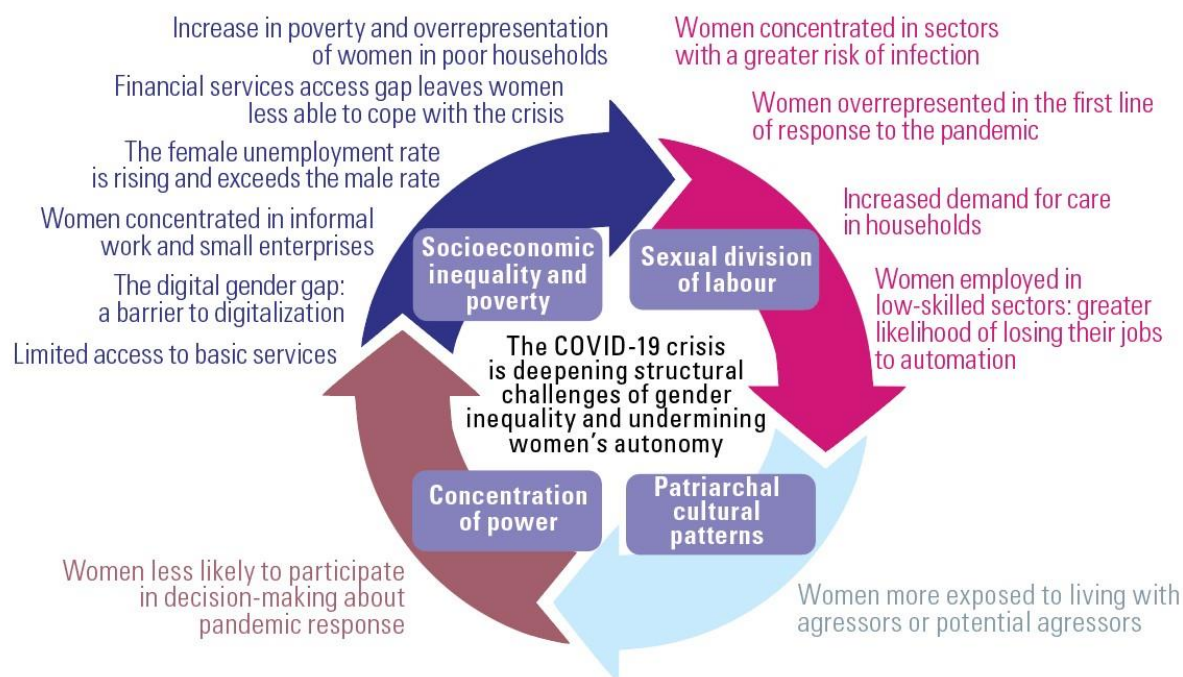 Increase in poverty and overrepresentation
of women in poor households
Financial services access gap leaves women
less able to cope with the crisis
The female unemployment rate
is rising and exceeds the male rate
Women concentrated in informal
work and small enterprises
The digital gender gap:
a barrier to digitalization
Limited access to basic services
Women concentrated in sectors
with a greater risk of infection
Women overrepresented in the first line
of response to the pandemic
Increased demand for care
in households
Women employed in
low-skilled sectors: greater
likelihood of losing their jobs
to automation
Socioeconomic
inequality and
poverty
Sexual division
of labour
The COVID-19 crisis
is deepening structural
challenges of gender
inequality and undermining
women's autonomy
Concentration
of power
Patriarchal
cultural
patterns
Women less likely to participate
in decision-making about
pandemic response
Women more exposed to living with
agressors or potential agressors